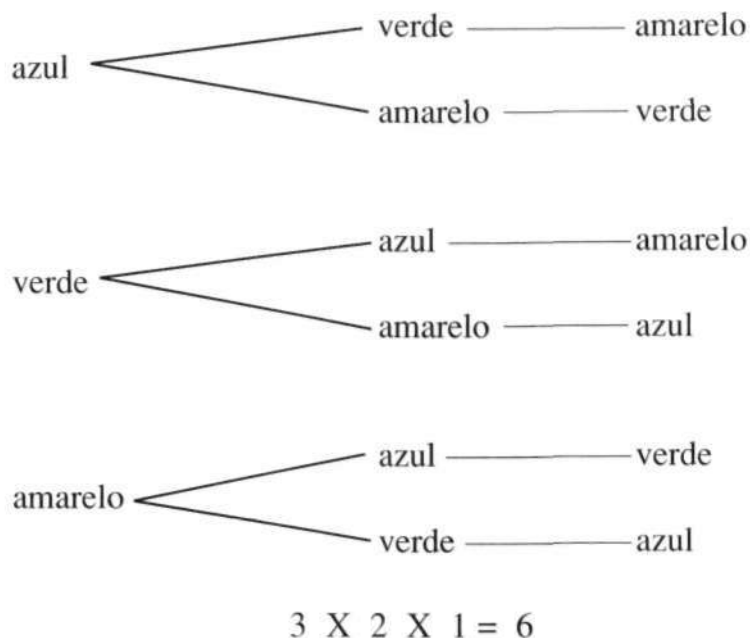 verde amarelo
azul
amarelo verde
azul amarelo
verde
amarelo azul
azul verde
amarelo
verde azul
3 X 2 X 1 = 6